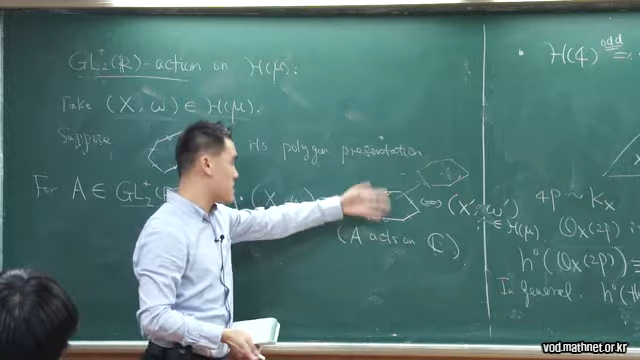 GL₂⁺(ℝ)-action on H(μ):
Take (X, ω) ∈ H(μ).
Suppose its polygon presentation.
For A ∈ GL₂⁺(ℝ) · (X, ω) ⇔ (X', ω') ∈ H(μ).
(A acts on ℂ)
· H(4)^odd
4p ~ K_X
O_X(2p)
h⁰(O_X(2p)) =
In general, h⁰(
vod.mathnet.or.kr